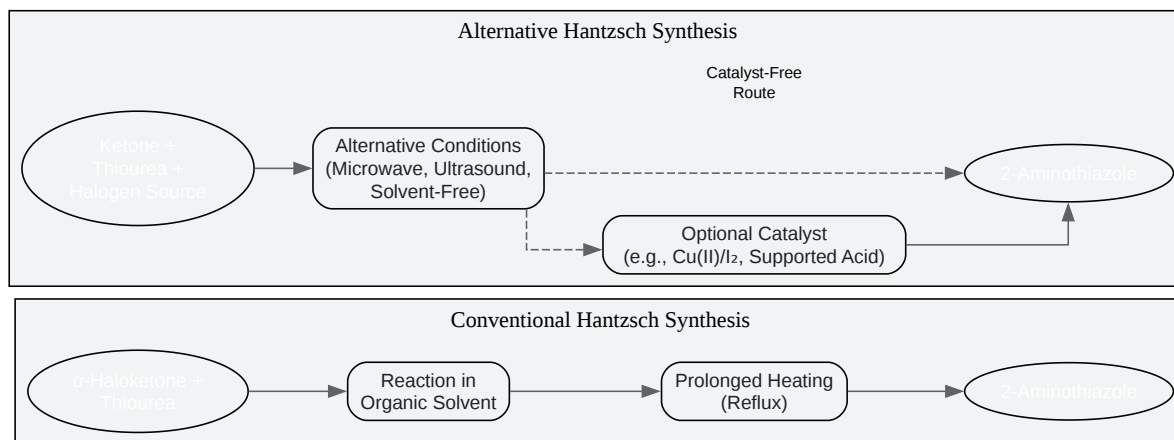 Alternative Hantzsch Synthesis
Catalyst-Free
Route
Ketone +
Thiourea +
Halogen Source
Alternative Conditions
(Microwave, Ultrasound,
Solvent-Free)
2-Aminothiazole
Optional Catalyst
(e.g., Cu(II)/I₂, Supported Acid)
Conventional Hantzsch Synthesis
α-Haloketone +
Thiourea
Reaction in
Organic Solvent
Prolonged Heating
(Reflux)
2-Aminothiazole